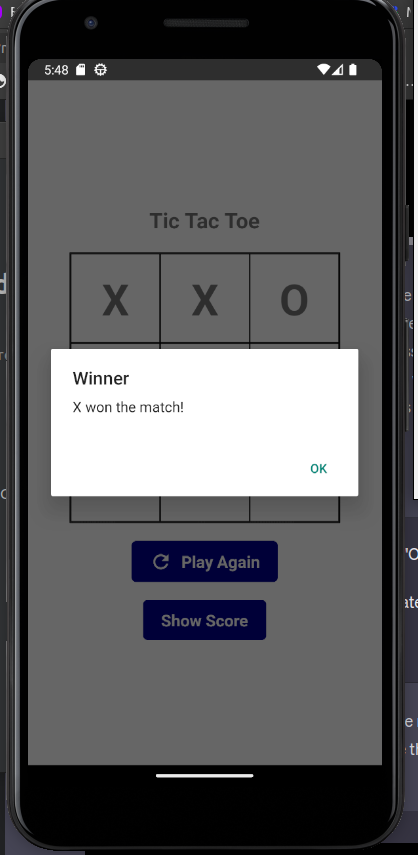 5:48
Tic Tac Toe
X X O
Winner
X won the match!
OK
Play Again
Show Score